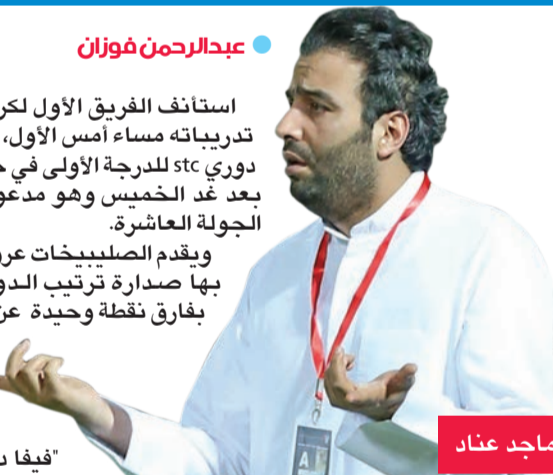 عبدالرحمن فوزان
استأنف الفريق الأول لكر
تدريباته مساء أمس الأول،
دوري stc للدرجة الأولى في
بعد غد الخميس وهو مدعو
الجولة العاشرة.
ويقدم الصليبيخات عرو
بها صدارة ترتيب الدو
بفارق نقطة وحيدة عن
"فيفا
ماجد عناد
A